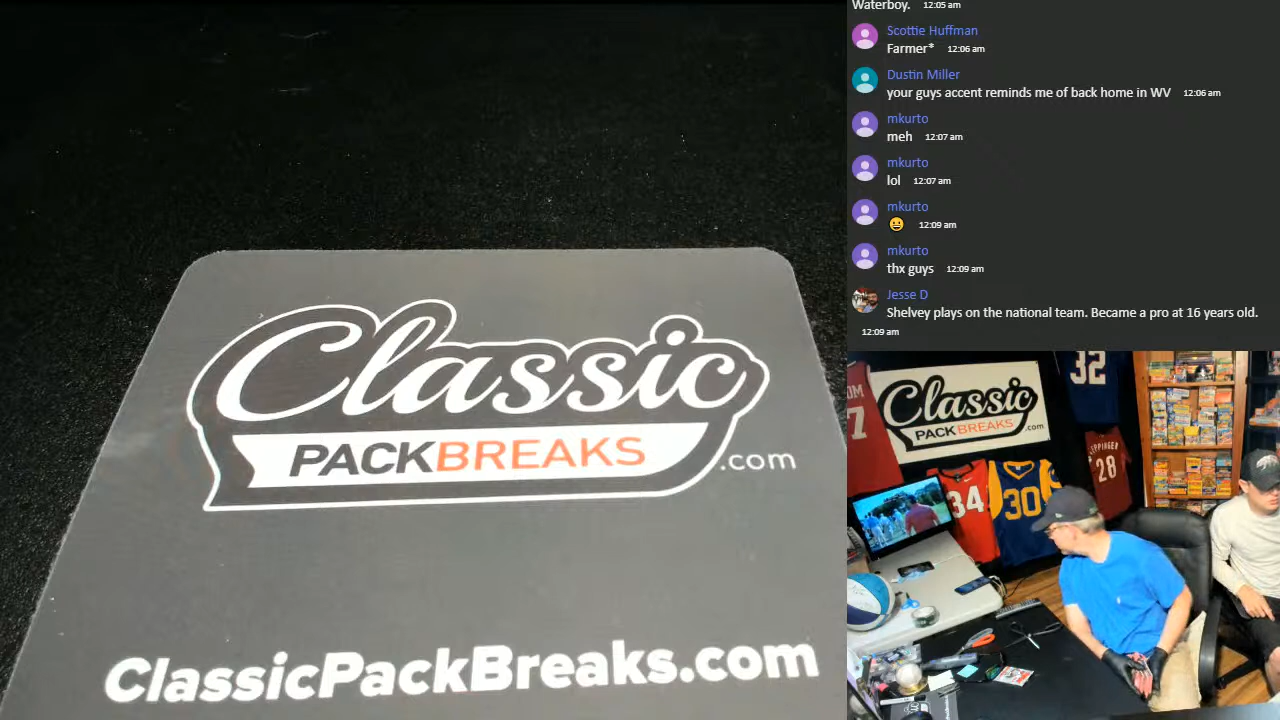 Waterboy. 12:05 am
Scottie Huffman
Farmer* 12:06 am
Dustin Miller
your guys accent reminds me of back home in WV 12:06 am
mkurto
meh 12:07 am
mkurto
lol 12:07 am
mkurto
😀 12:09 am
mkurto
thx guys 12:09 am
Jesse D
Shelvey plays on the national team. Became a pro at 16 years old.
12:09 am
Classic
PACKBREAKS
.com
ClassicPackBreaks.com
Classic
PACKBREAKS
.com
32
7
34
30
28